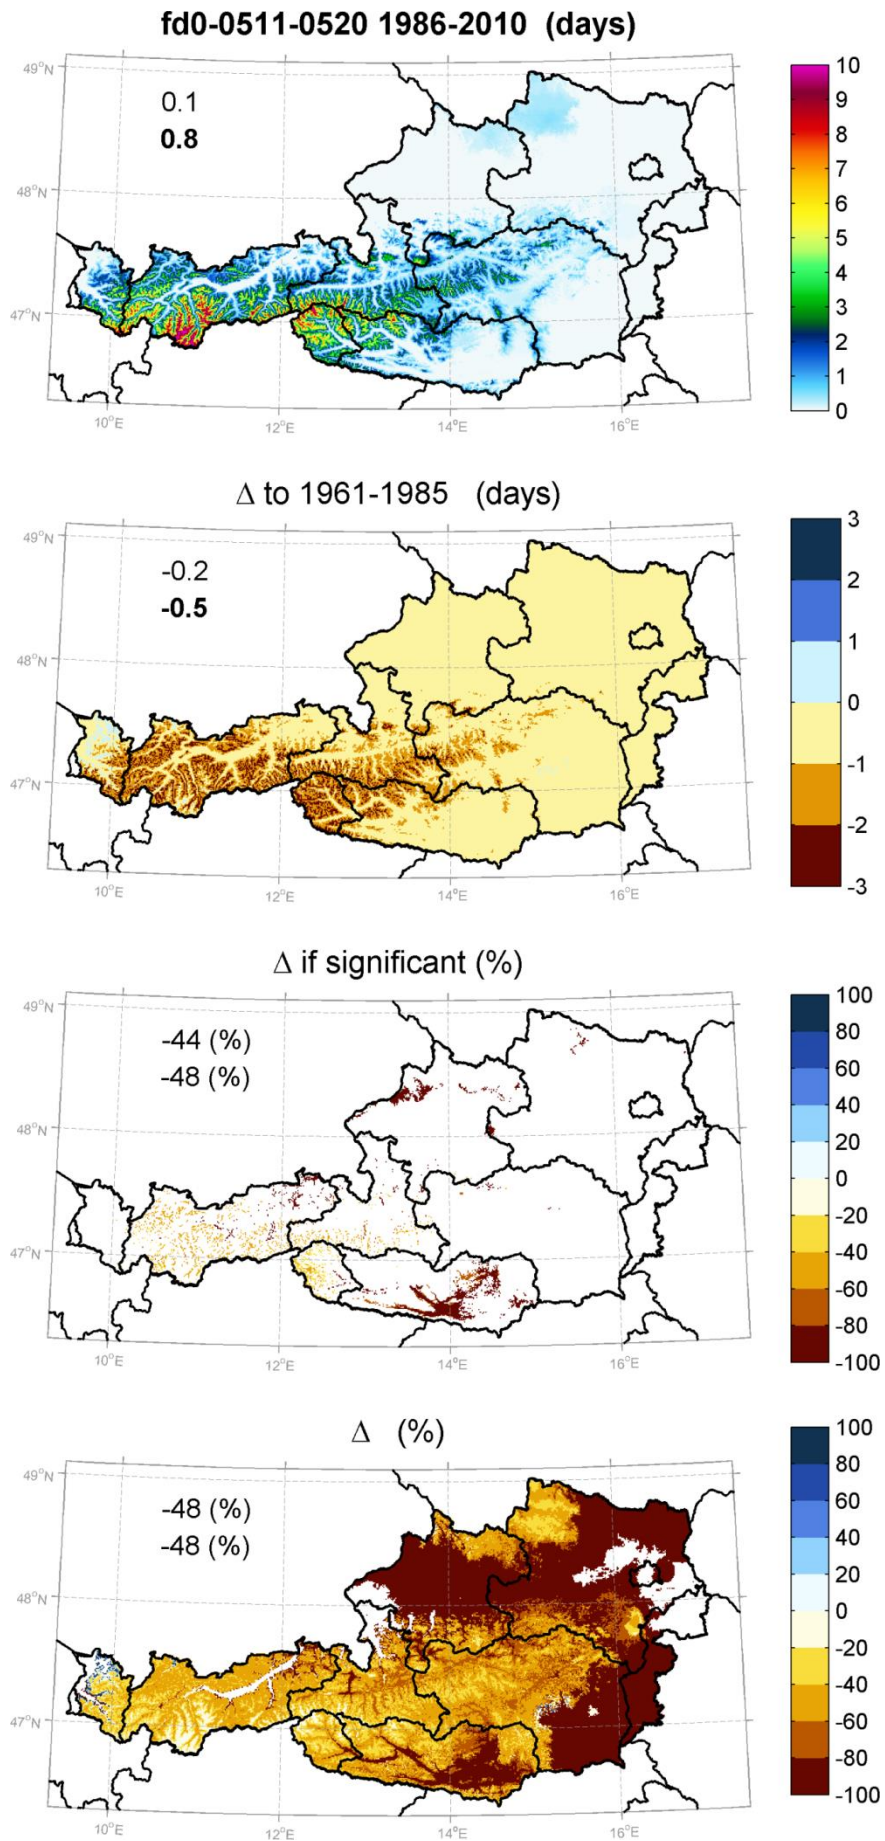 fd0-0511-0520 1986-2010 (days)
49°N
48°N
47°N
10°E
12°E
14°E
16°E
0.1
0.8
10
9
8
7
6
5
4
3
2
1
0
Δ to 1961-1985 (days)
49°N
48°N
47°N
10°E
12°E
14°E
16°E
-0.2
-0.5
3
2
1
0
-1
-2
-3
Δ if significant (%)
49°N
48°N
47°N
10°E
12°E
14°E
16°E
-44 (%)
-48 (%)
100
80
60
40
20
0
-20
-40
-60
-80
-100
Δ (%)
49°N
48°N
47°N
10°E
12°E
14°E
16°E
-48 (%)
-48 (%)
100
80
60
40
20
0
-20
-40
-60
-80
-100